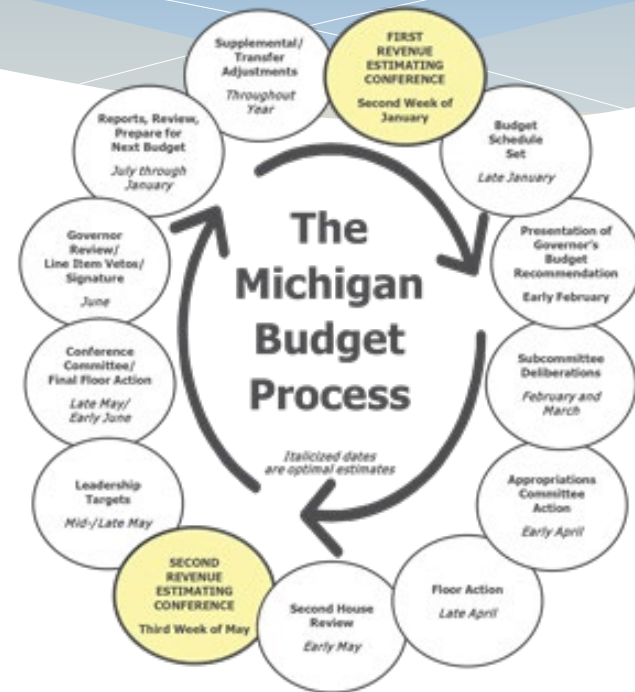 The
Michigan
Budget
Process
Italicized dates
are optimal estimates
FIRST
REVENUE
ESTIMATING
CONFERENCE
Second Week of
January
Budget
Schedule
Set
Late January
Presentation of
Governor's
Budget
Recommendation
Early February
Subcommittee
Deliberations
February and
March
Appropriations
Committee
Action
Early April
Floor Action
Late April
Second House
Review
Early May
SECOND
REVENUE
ESTIMATING
CONFERENCE
Third Week of May
Leadership
Targets
Mid-/Late May
Conference
Committee/
Final Floor Action
Late May/
Early June
Governor
Review/
Line Item Vetos/
Signature
June
Reports, Review,
Prepare for
Next Budget
July through
January
Supplemental/
Transfer
Adjustments
Throughout
Year